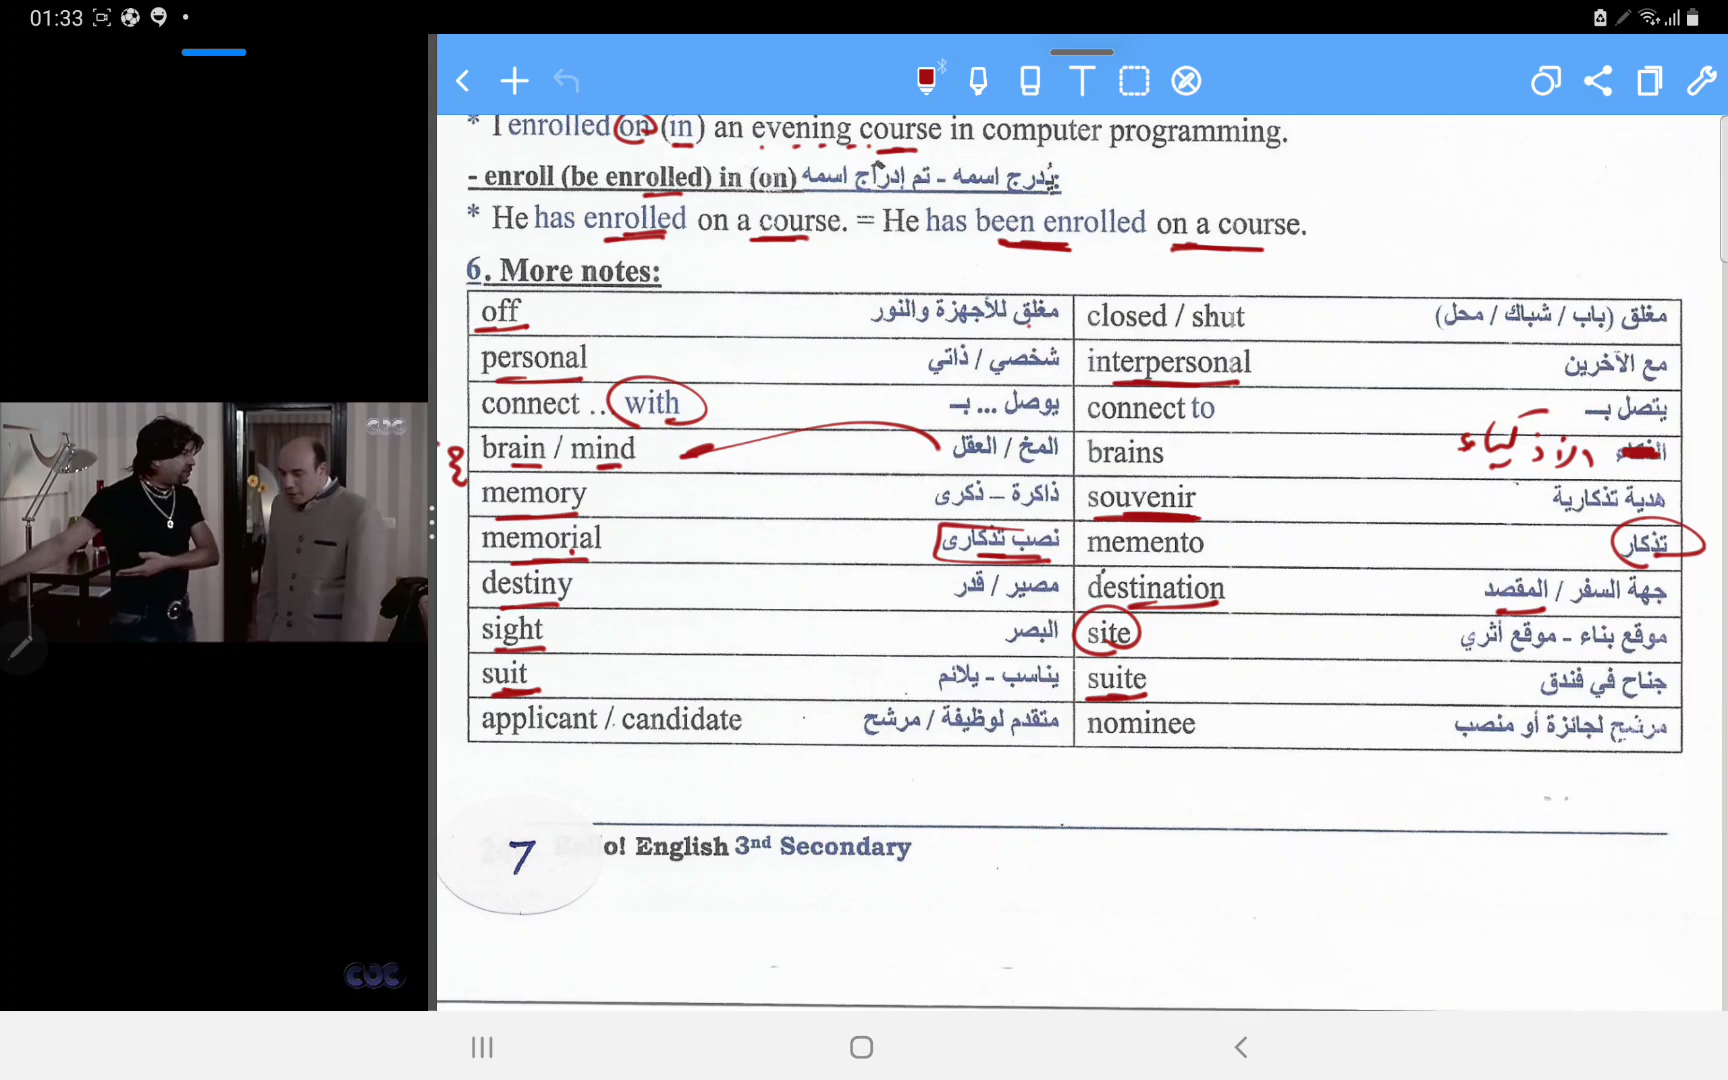 01:33
CBC
* I enrolled on (in) an evening course in computer programming.
- enroll (be enrolled) in (on) يُدرج اسمه - تم إدراج اسمه:
* He has enrolled on a course. = He has been enrolled on a course.
6. More notes:
off مغلق للأجهزة والنور closed / shut مغلق (باب / شباك / محل)
personal شخصي / ذاتي interpersonal مع الآخرين
connect ... with يوصل ... بـ connect to يتصل بـ
brain / mind المخ / العقل brains الأذكياء
memory ذاكرة – ذكرى souvenir هدية تذكارية
memorial نصب تذكارى memento تذكار
destiny مصير / قدر destination جهة السفر / المقصد
sight البصر site موقع بناء - موقع أثري
suit يناسب - يلائم suite جناح في فندق
applicant / candidate متقدم لوظيفة / مرشح nominee مرشح لجائزة أو منصب
7 o! English 3nd Secondary
CBC